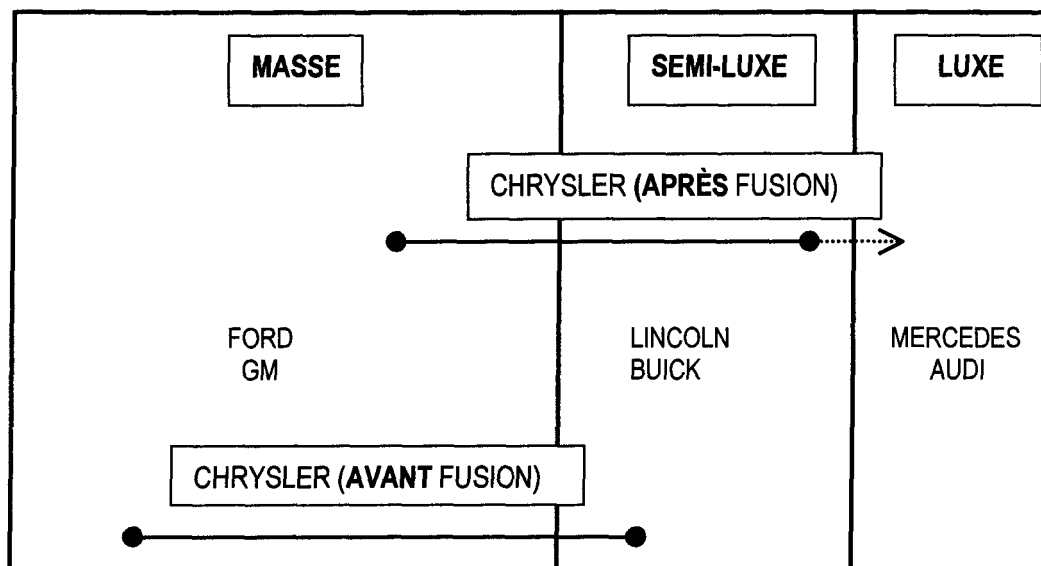 MASSE
SEMI-LUXE
LUXE
CHRYSLER (APRÈS FUSION)
FORD
GM
LINCOLN
BUICK
MERCEDES
AUDI
CHRYSLER (AVANT FUSION)